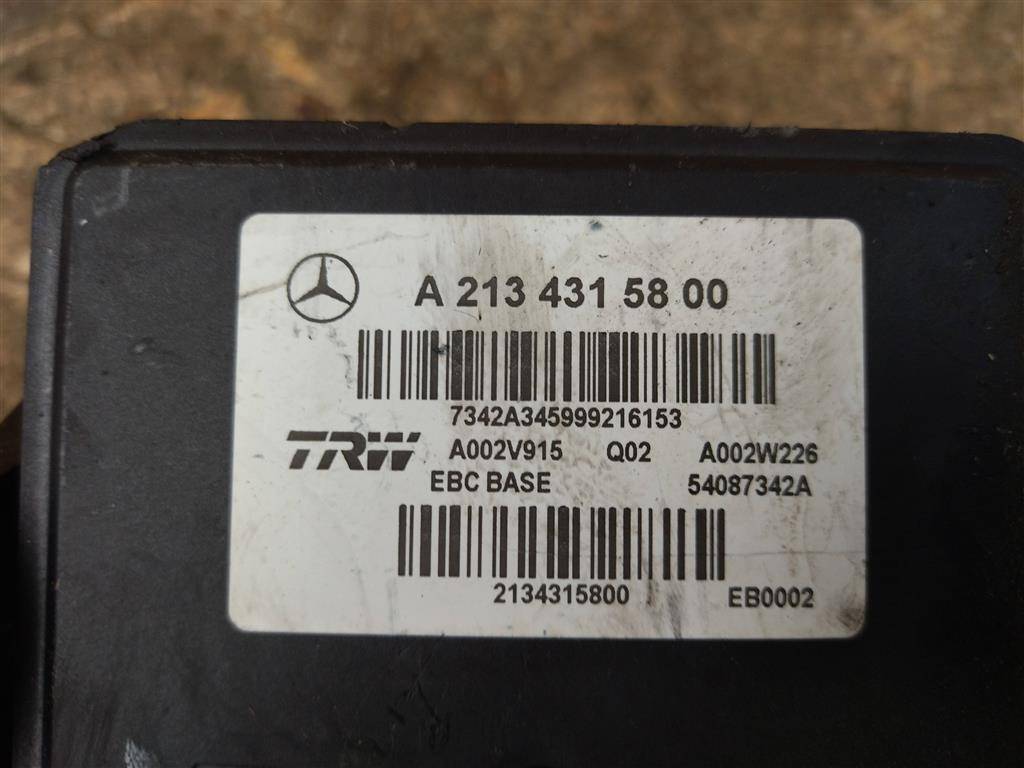 A 213 431 58 00
7342A345999216153
TRW A002V915 Q02 A002W226
EBC BASE 54087342A
2134315800 EB0002